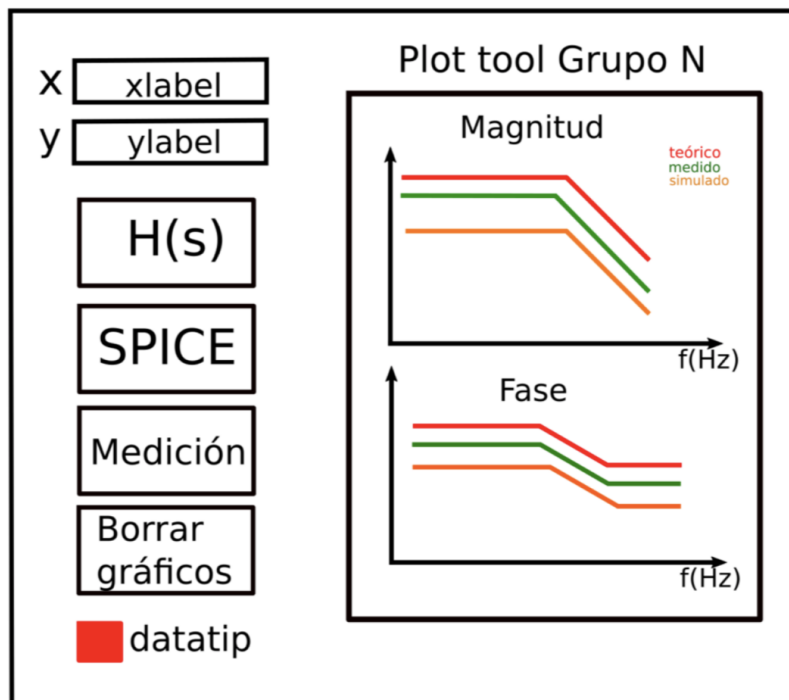 x
xlabel
y
ylabel
H(s)
SPICE
Medición
Borrar
gráficos
datatip
Plot tool Grupo N
Magnitud
teórico
medido
simulado
f(Hz)
Fase
f(Hz)